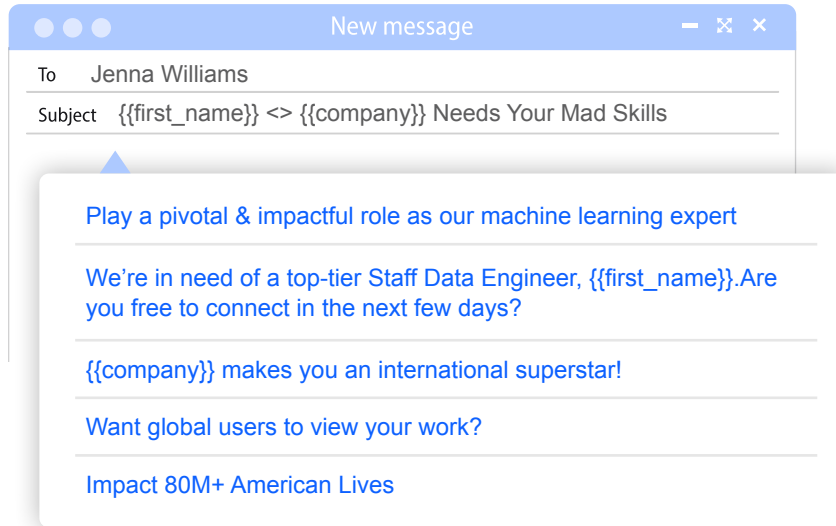 New message
To Jenna Williams
Subject {{first_name}} <> {{company}} Needs Your Mad Skills
Play a pivotal & impactful role as our machine learning expert
We’re in need of a top-tier Staff Data Engineer, {{first_name}}.Are
you free to connect in the next few days?
{{company}} makes you an international superstar!
Want global users to view your work?
Impact 80M+ American Lives